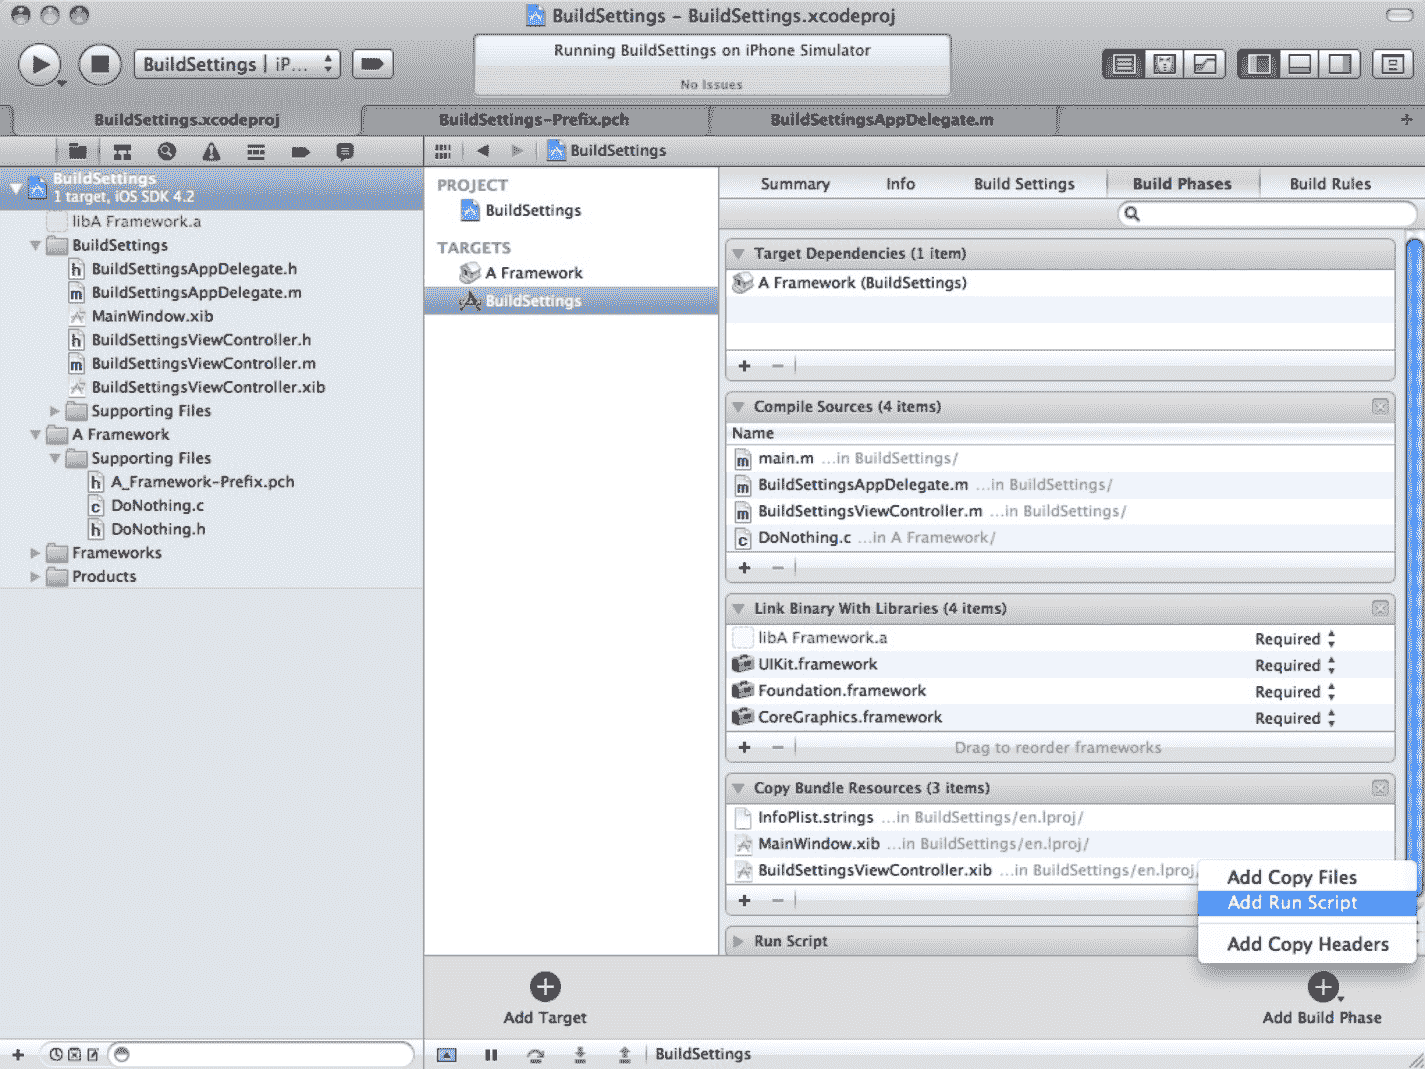 BuildSettings – BuildSettings.xcodeproj
BuildSettings | iP...
Running BuildSettings on iPhone Simulator
No Issues
BuildSettings.xcodeproj
BuildSettings-Prefix.pch
BuildSettingsAppDelegate.m
BuildSettings
BuildSettings
1 target, iOS SDK 4.2
libA Framework.a
BuildSettings
BuildSettingsAppDelegate.h
BuildSettingsAppDelegate.m
MainWindow.xib
BuildSettingsViewController.h
BuildSettingsViewController.m
BuildSettingsViewController.xib
Supporting Files
A Framework
Supporting Files
A_Framework-Prefix.pch
DoNothing.c
DoNothing.h
Frameworks
Products
PROJECT
BuildSettings
TARGETS
A Framework
BuildSettings
Summary
Info
Build Settings
Build Phases
Build Rules
Target Dependencies (1 item)
A Framework (BuildSettings)
Compile Sources (4 items)
Name
main.m ...in BuildSettings/
BuildSettingsAppDelegate.m ...in BuildSettings/
BuildSettingsViewController.m ...in BuildSettings/
DoNothing.c ...in A Framework/
Link Binary With Libraries (4 items)
libA Framework.a Required
UIKit.framework Required
Foundation.framework Required
CoreGraphics.framework Required
Drag to reorder frameworks
Copy Bundle Resources (3 items)
InfoPlist.strings ...in BuildSettings/en.lproj/
MainWindow.xib ...in BuildSettings/en.lproj/
BuildSettingsViewController.xib ...in BuildSettings/en.lproj/
Run Script
Add Copy Files
Add Run Script
Add Copy Headers
Add Target
Add Build Phase
BuildSettings